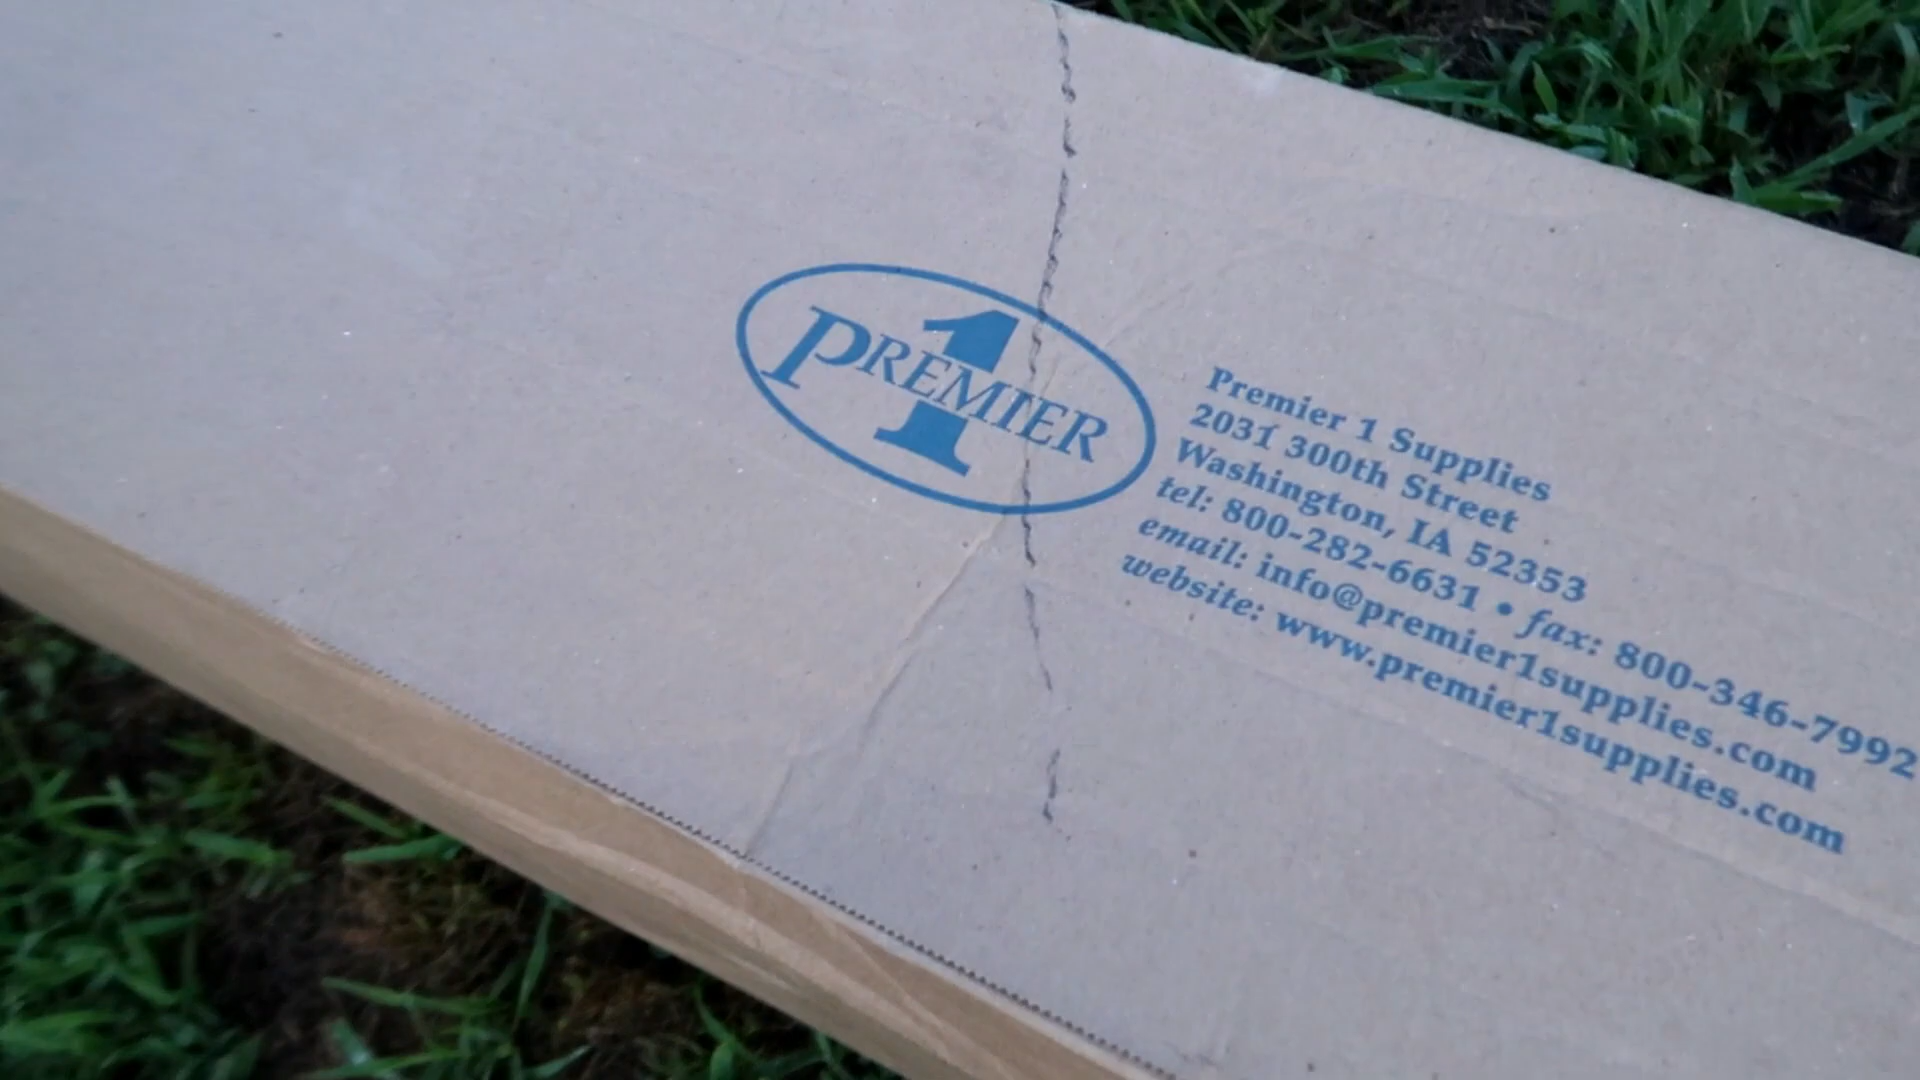 PREMIER 1
Premier 1 Supplies
2031 300th Street
Washington, IA 52353
tel: 800-282-6631 • fax: 800-346-7992
email: info@premier1supplies.com
website: www.premier1supplies.com